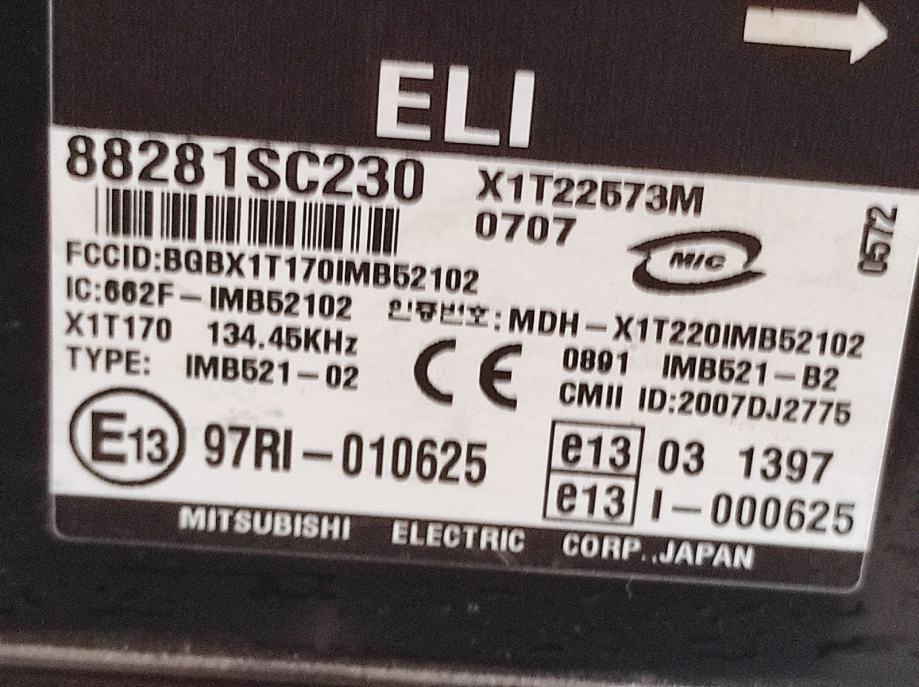 ELI
88281SC230
X1T22573M
0707
MIC
0572
FCCID:BGBX1T170IMB52102
IC:662F-IMB52102
인증번호:MDH-X1T220IMB52102
X1T170 134.45KHz
TYPE: IMB521-02
CE
0891 IMB521-B2
CMII ID:2007DJ2775
E13 97RI-010625
e13 03 1397
e13 I-000625
MITSUBISHI ELECTRIC CORP..JAPAN